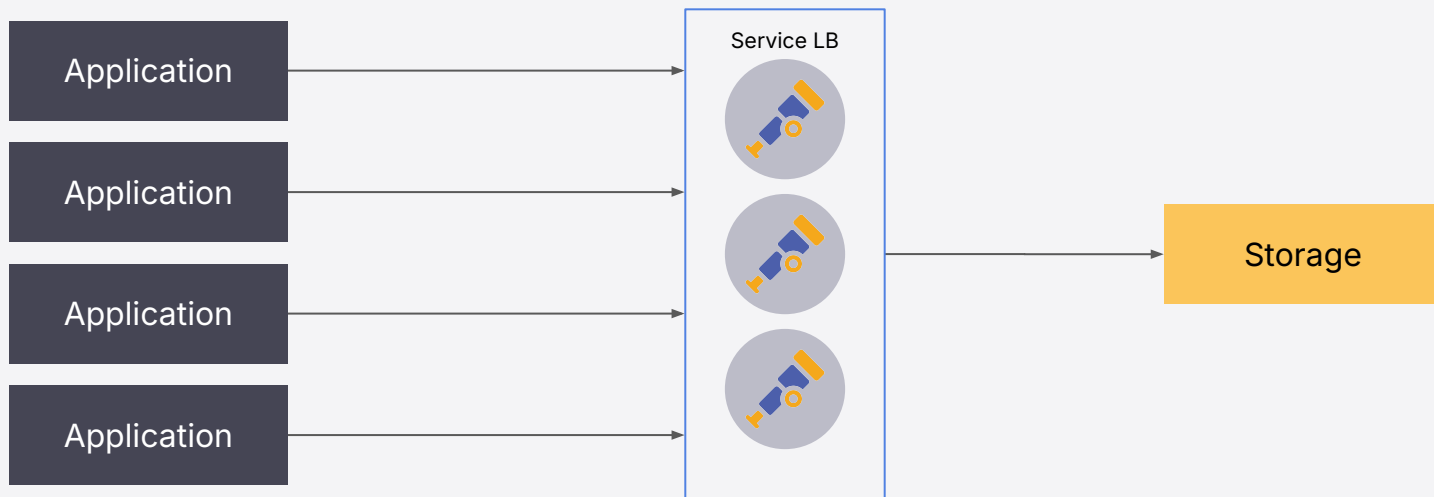 Application
Application
Application
Application
Service LB
Storage